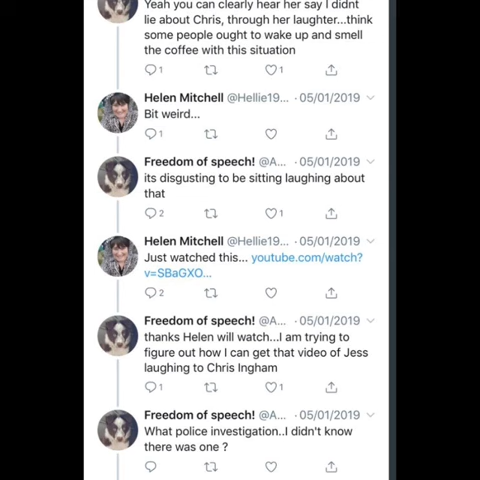 Yeah you can clearly hear her say I didnt
lie about Chris, through her laughter...think
some people ought to wake up and smell
the coffee with this situation
1 1
Helen Mitchell @Hellie19... · 05/01/2019
Bit weird...
1
Freedom of speech! @A... · 05/01/2019
its disgusting to be sitting laughing about
that
2 1
Helen Mitchell @Hellie19... · 05/01/2019
Just watched this... youtube.com/watch?
v=SBaGXO...
2
Freedom of speech! @A... · 05/01/2019
thanks Helen will watch...I am trying to
figure out how I can get that video of Jess
laughing to Chris Ingham
1 1
Freedom of speech! @A... · 05/01/2019
What police investigation..I didn't know
there was one ?